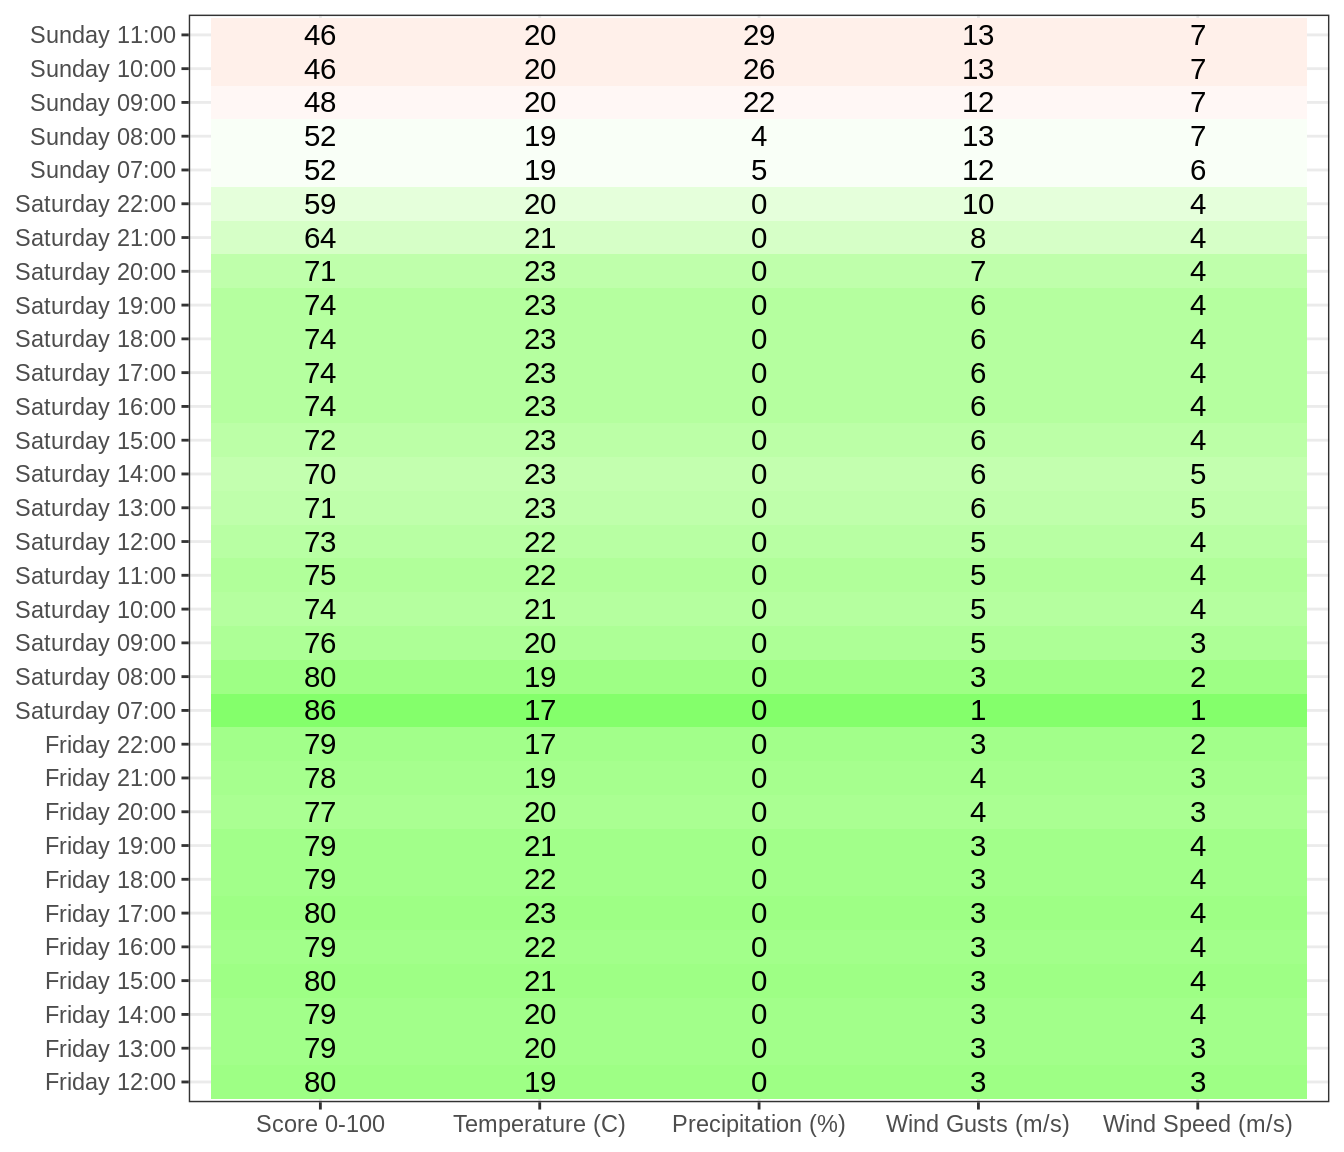 Sunday 11:00 46 20 29 13 7
Sunday 10:00 46 20 26 13 7
Sunday 09:00 48 20 22 12 7
Sunday 08:00 52 19 4 13 7
Sunday 07:00 52 19 5 12 6
Saturday 22:00 59 20 0 10 4
Saturday 21:00 64 21 0 8 4
Saturday 20:00 71 23 0 7 4
Saturday 19:00 74 23 0 6 4
Saturday 18:00 74 23 0 6 4
Saturday 17:00 74 23 0 6 4
Saturday 16:00 74 23 0 6 4
Saturday 15:00 72 23 0 6 4
Saturday 14:00 70 23 0 6 5
Saturday 13:00 71 23 0 6 5
Saturday 12:00 73 22 0 5 4
Saturday 11:00 75 22 0 5 4
Saturday 10:00 74 21 0 5 4
Saturday 09:00 76 20 0 5 3
Saturday 08:00 80 19 0 3 2
Saturday 07:00 86 17 0 1 1
Friday 22:00 79 17 0 3 2
Friday 21:00 78 19 0 4 3
Friday 20:00 77 20 0 4 3
Friday 19:00 79 21 0 3 4
Friday 18:00 79 22 0 3 4
Friday 17:00 80 23 0 3 4
Friday 16:00 79 22 0 3 4
Friday 15:00 80 21 0 3 4
Friday 14:00 79 20 0 3 4
Friday 13:00 79 20 0 3 3
Friday 12:00 80 19 0 3 3
Score 0-100 Temperature (C) Precipitation (%) Wind Gusts (m/s) Wind Speed (m/s)